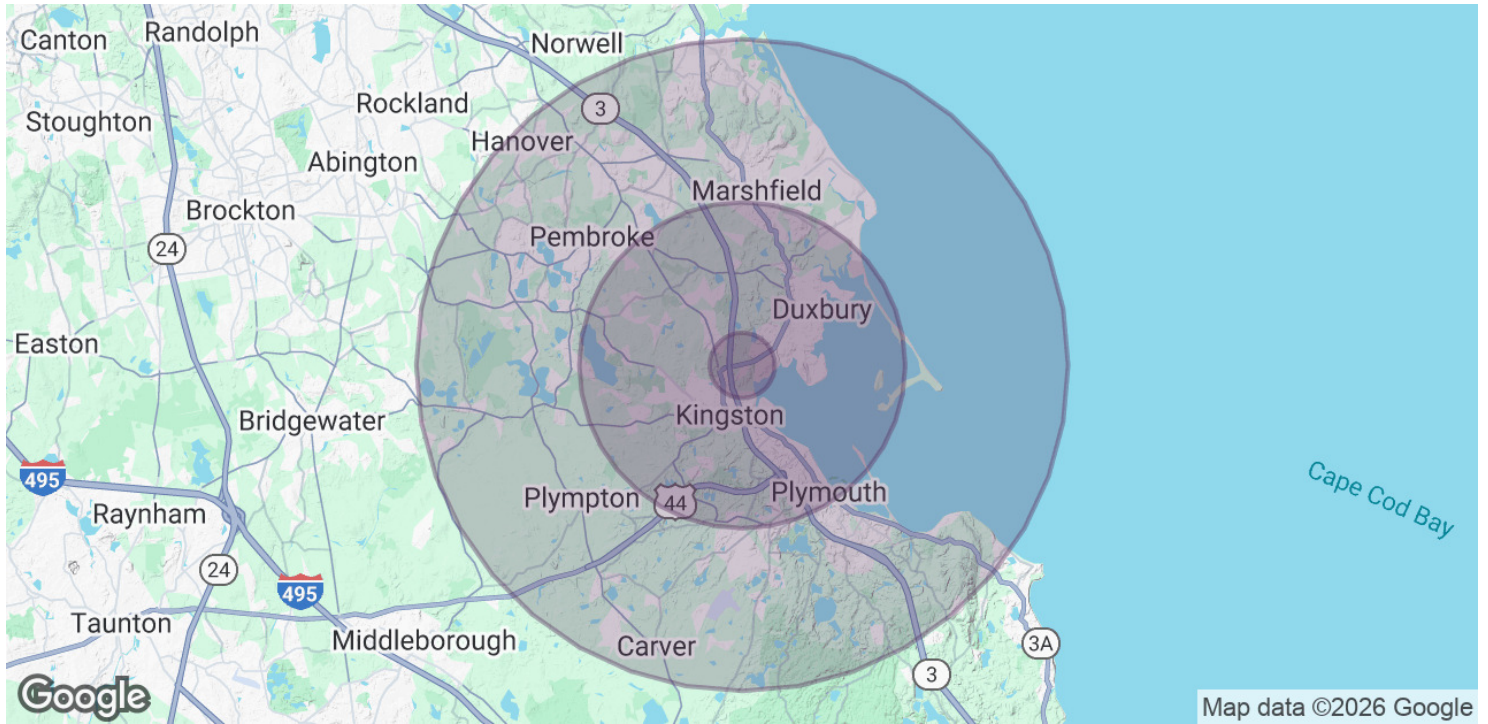 Canton
Randolph
Norwell
Rockland
3
Stoughton
Hanover
Abington
Marshfield
Brockton
Pembroke
24
Duxbury
Easton
Kingston
Bridgewater
495
Plymouth
Plympton
44
Cape Cod Bay
Raynham
24
495
Taunton
Middleborough
Carver
3A
3
Google
Map data ©2026 Google